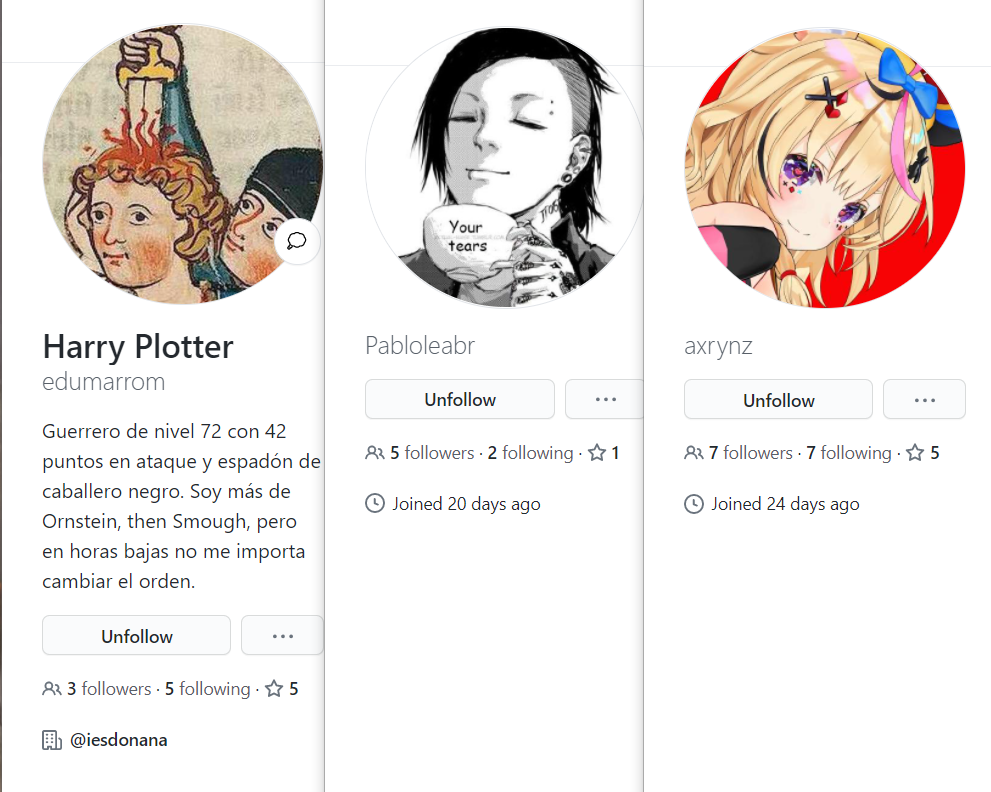 Harry Plotter
edumarrom
Guerrero de nivel 72 con 42
puntos en ataque y espadón de
caballero negro. Soy más de
Ornstein, then Smough, pero
en horas bajas no me importa
cambiar el orden.
Unfollow
3 followers · 5 following · 5
@iesdonana
Your
tears
Pabloleabr
Unfollow
5 followers · 2 following · 1
Joined 20 days ago
axrynz
Unfollow
7 followers · 7 following · 5
Joined 24 days ago